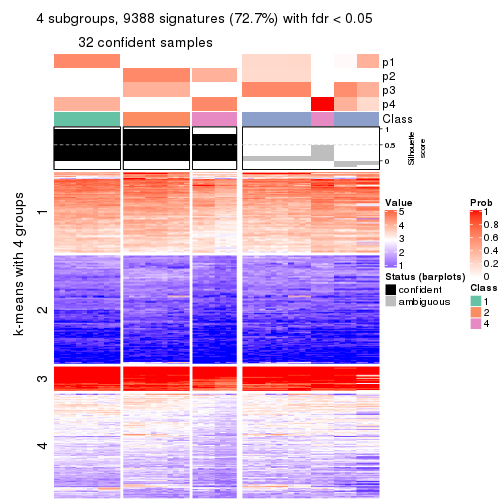 4 subgroups, 9388 signatures (72.7%) with fdr < 0.05
32 confident samples
p1
p2
p3
p4
Class
1
0.5
0
Silhouette
score
k-means with 4 groups
1
2
3
4
Value
5
4
3
2
1
Status (barplots)
confident
ambiguous
Prob
1
0.8
0.6
0.4
0.2
0
Class
1
2
4